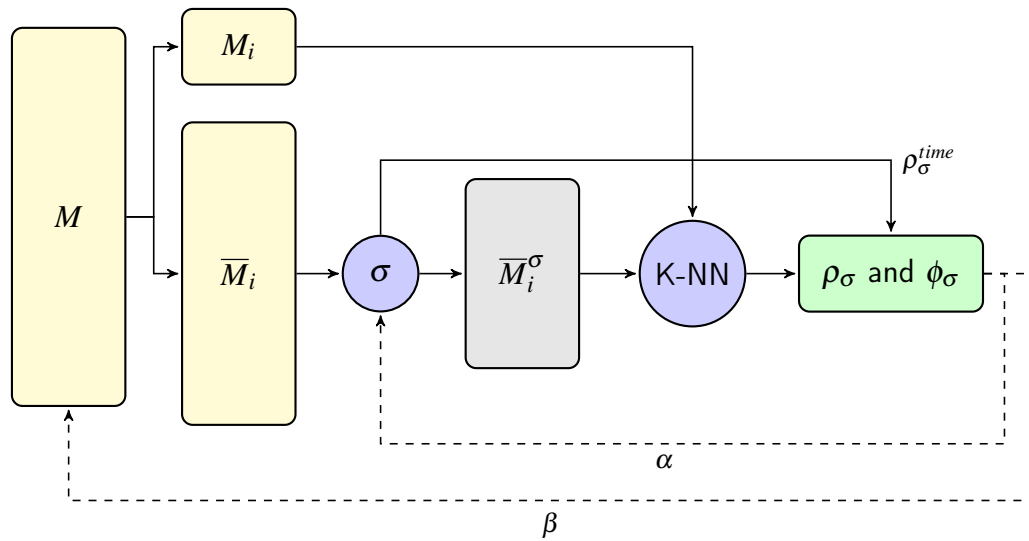 M
M_i
M̅_i
σ
M̅_i^σ
K-NN
ρ_σ and ϕ_σ
ρ_σ^time
α
β